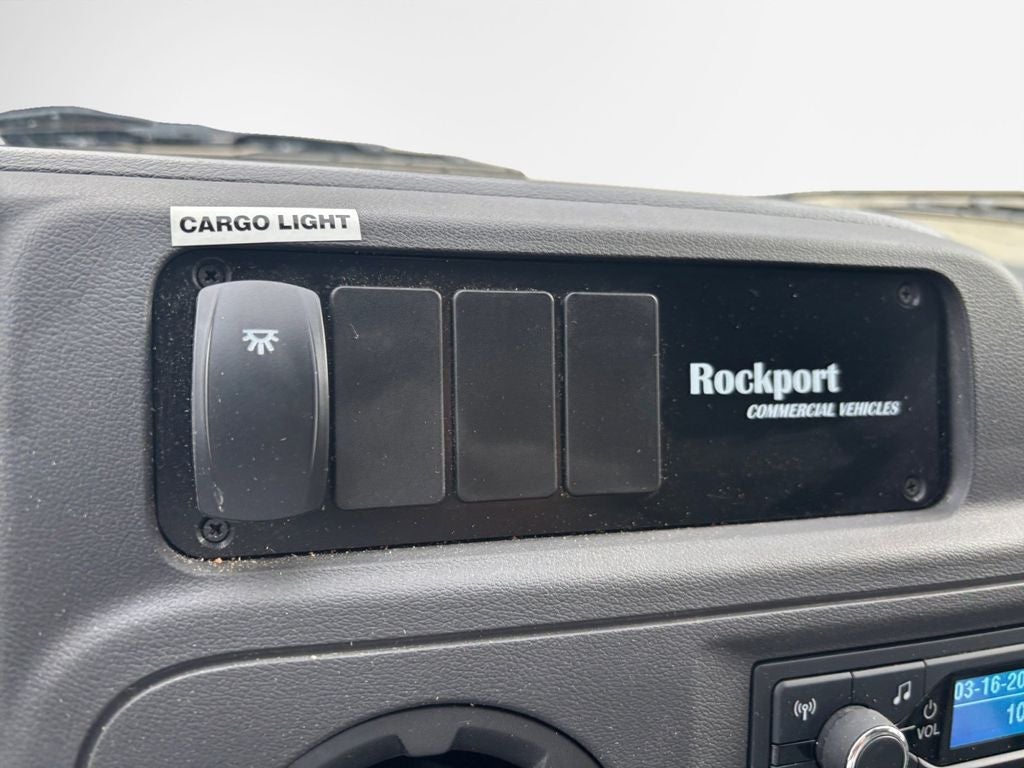 CARGO LIGHT
Rockport
COMMERCIAL VEHICLES
03-16-20
10
VOL